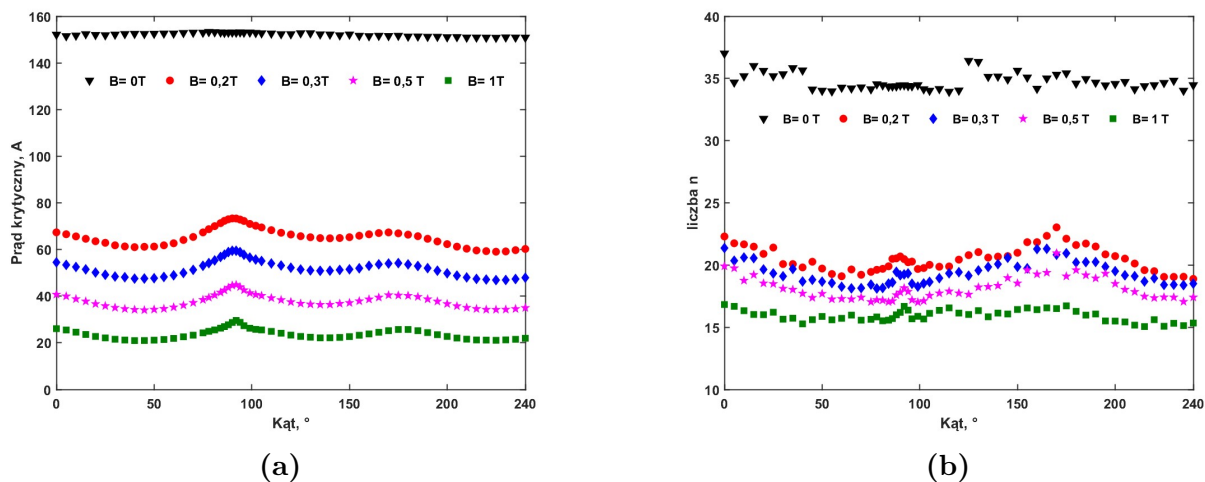 160
140
120
100
80
60
40
20
0
Prąd krytyczny, A
B= 0T B= 0,2T B= 0,3T B= 0,5 T B= 1T
0 50 100 150 200 240
Kąt, °
(a)
40
35
30
25
20
15
10
liczba n
B= 0 T B= 0,2 T B= 0,3 T B= 0,5 T B= 1 T
0 50 100 150 200 240
Kąt, °
(b)